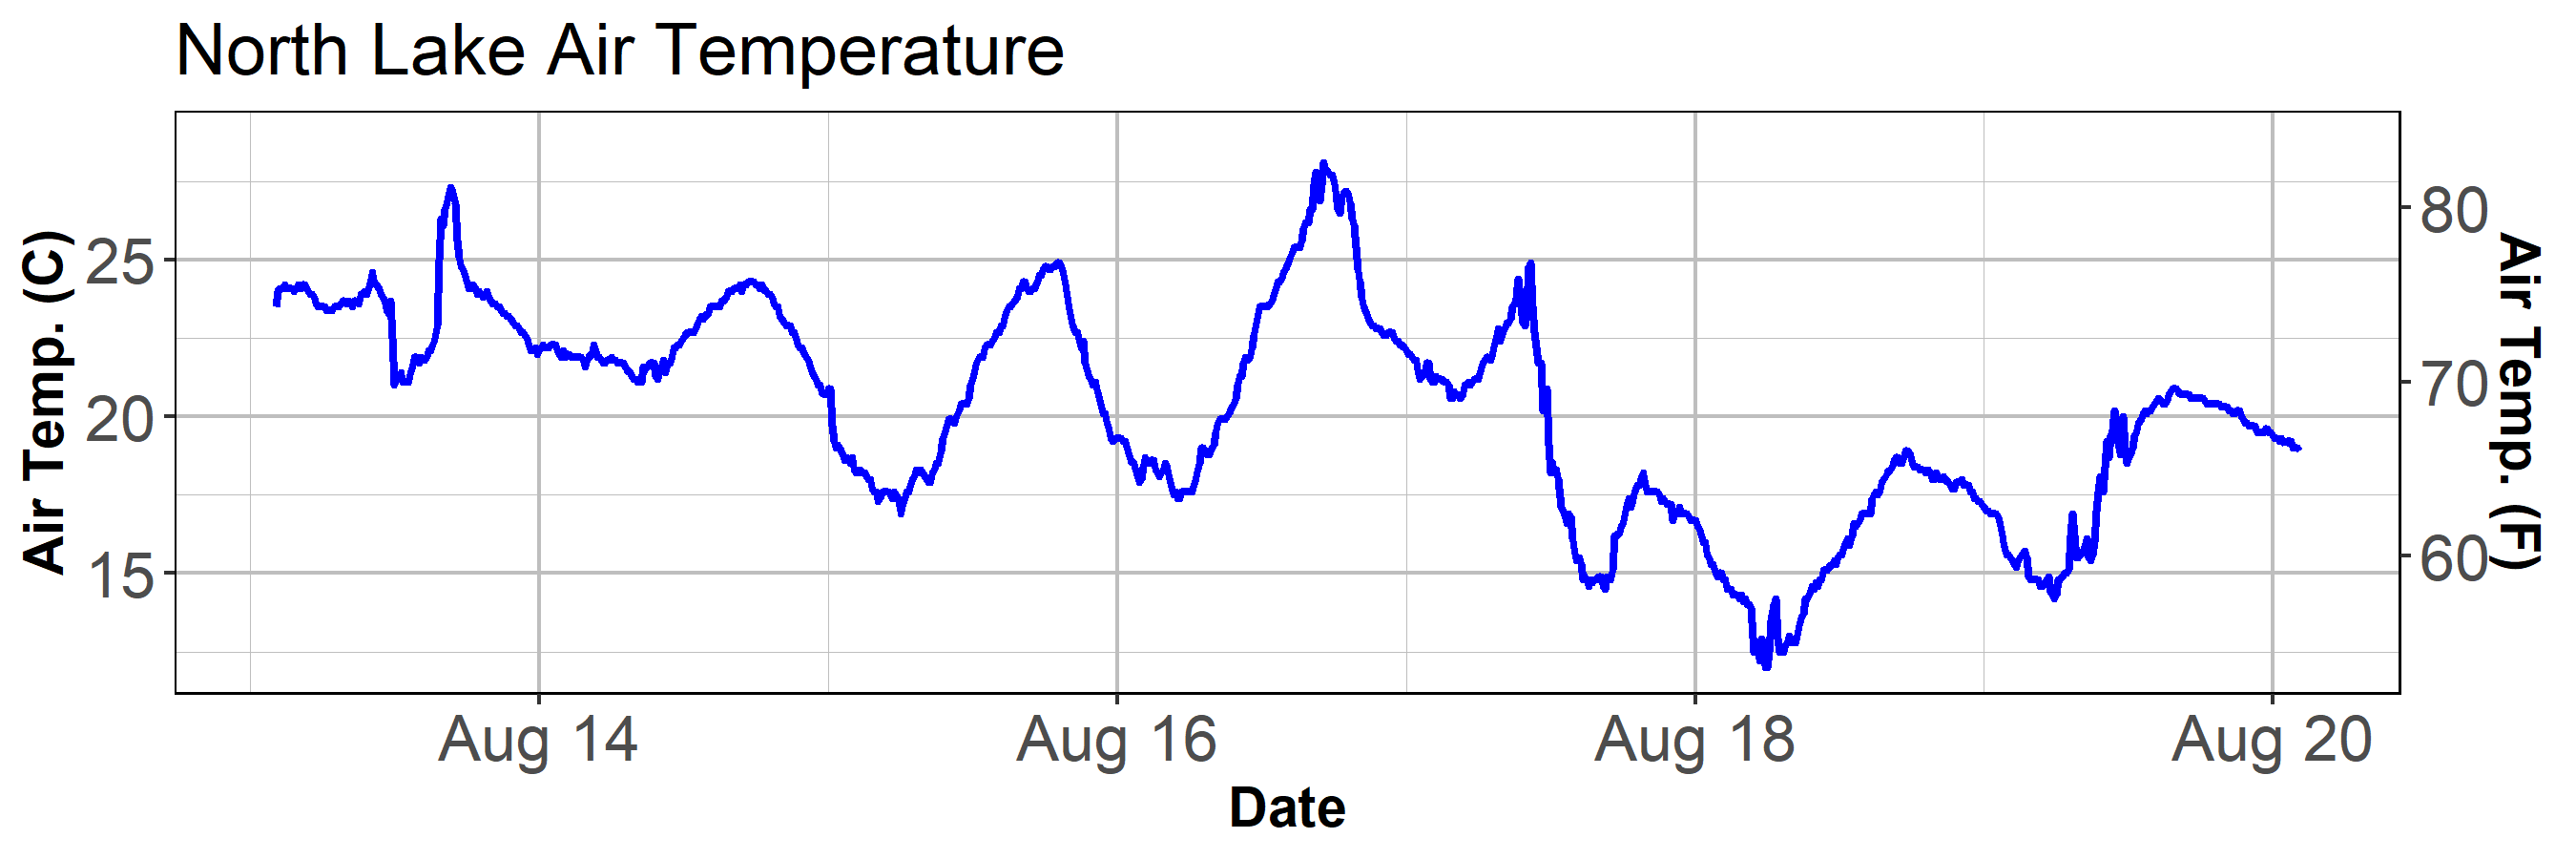 North Lake Air Temperature
Air Temp. (C)
25
20
15
80
70
60
Air Temp. (F)
Aug 14
Aug 16
Aug 18
Aug 20
Date